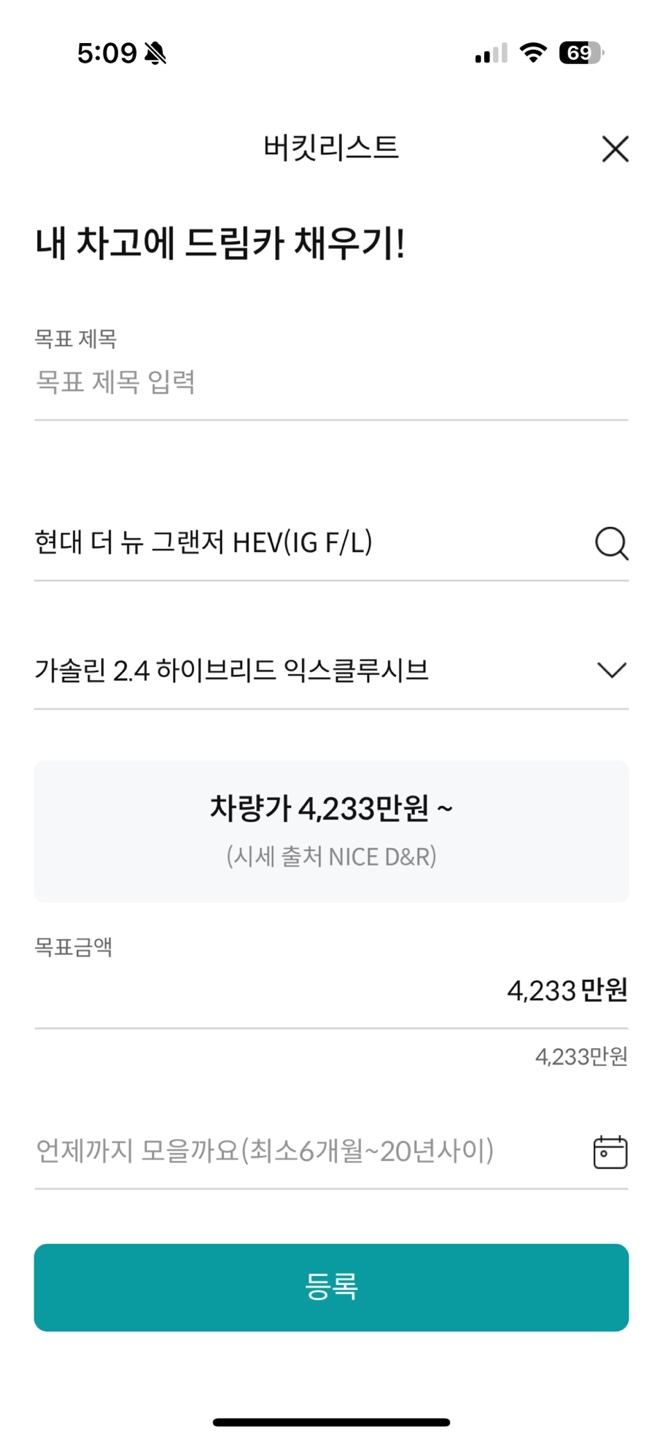 5:09
69
버킷리스트
내 차고에 드림카 채우기!
목표 제목
목표 제목 입력
현대 더 뉴 그랜저 HEV(IG F/L)
가솔린 2.4 하이브리드 익스클루시브
차량가 4,233만원 ~
(시세 출처 NICE D&R)
목표금액
4,233 만원
4,233만원
언제까지 모을까요(최소6개월~20년사이)
등록